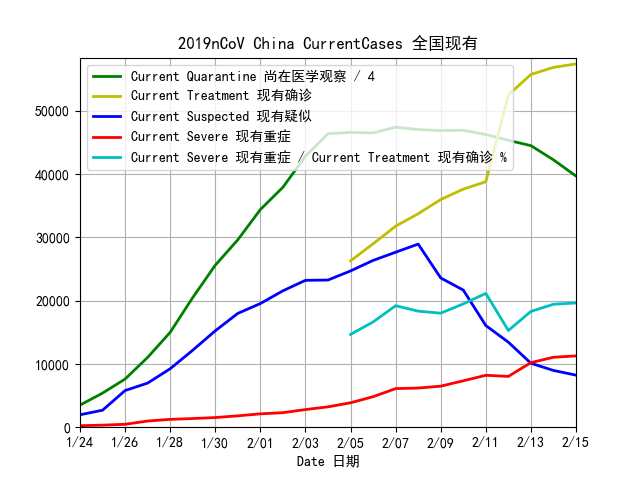 2019nCoV China CurrentCases 全国现有
Current Quarantine 尚在医学观察 / 4
Current Treatment 现有确诊
Current Suspected 现有疑似
Current Severe 现有重症
Current Severe 现有重症 / Current Treatment 现有确诊 %
50000
40000
30000
20000
10000
0
1/24 1/26 1/28 1/30 2/01 2/03 2/05 2/07 2/09 2/11 2/13 2/15
Date 日期